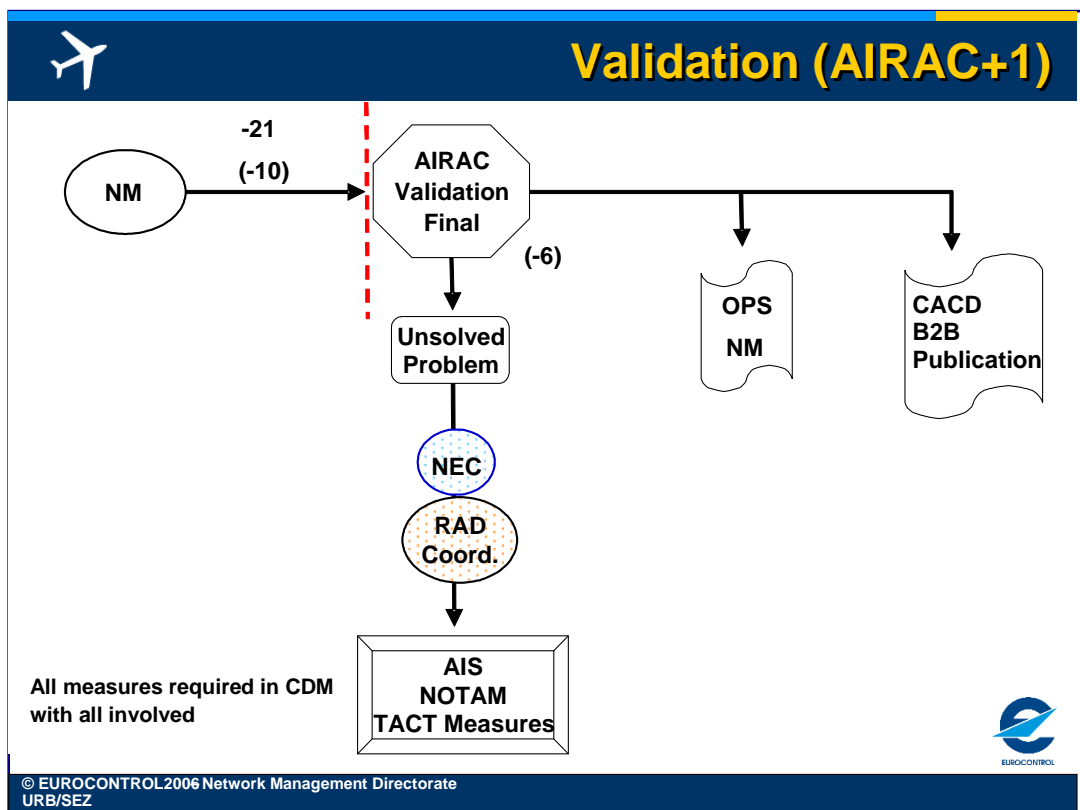 Validation (AIRAC+1)
-21
(-10)
NM
AIRAC
Validation
Final
(-6)
OPS
NM
CACD
B2B
Publication
Unsolved
Problem
NEC
RAD
Coord.
AIS
NOTAM
TACT Measures
All measures required in CDM
with all involved
EUROCONTROL
© EUROCONTROL Network Management Directorate
URB/SEZ